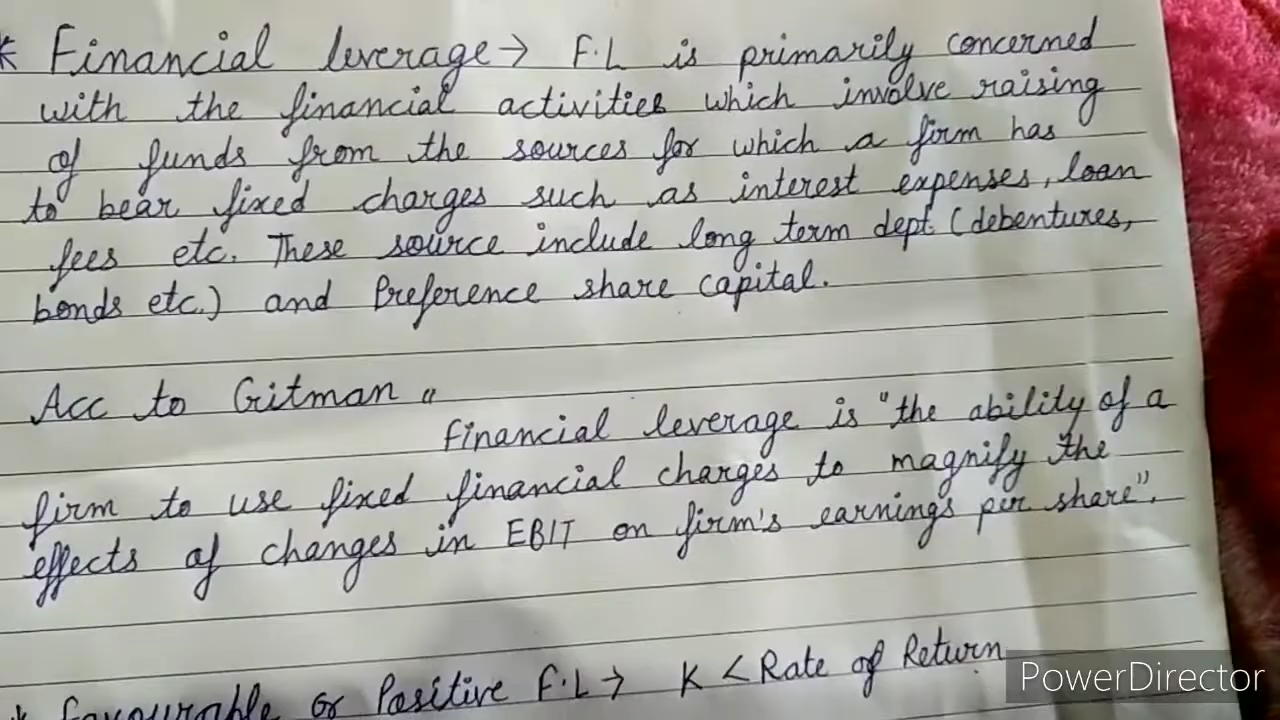 * Financial leverage → F.L is primarily concerned
with the financial activities which involve raising
of funds from the sources for which a firm has
to bear fixed charges such as interest expenses, loan
fees etc. These source include long term dept. (debentures,
bonds etc.) and Preference share capital.
Acc to Gitman "
Financial leverage is "the ability of a
firm to use fixed financial charges to magnify the
effects of changes in EBIT on firm's earning's per share".
* Favourable or Positive F.L → K < Rate of Return
PowerDirector